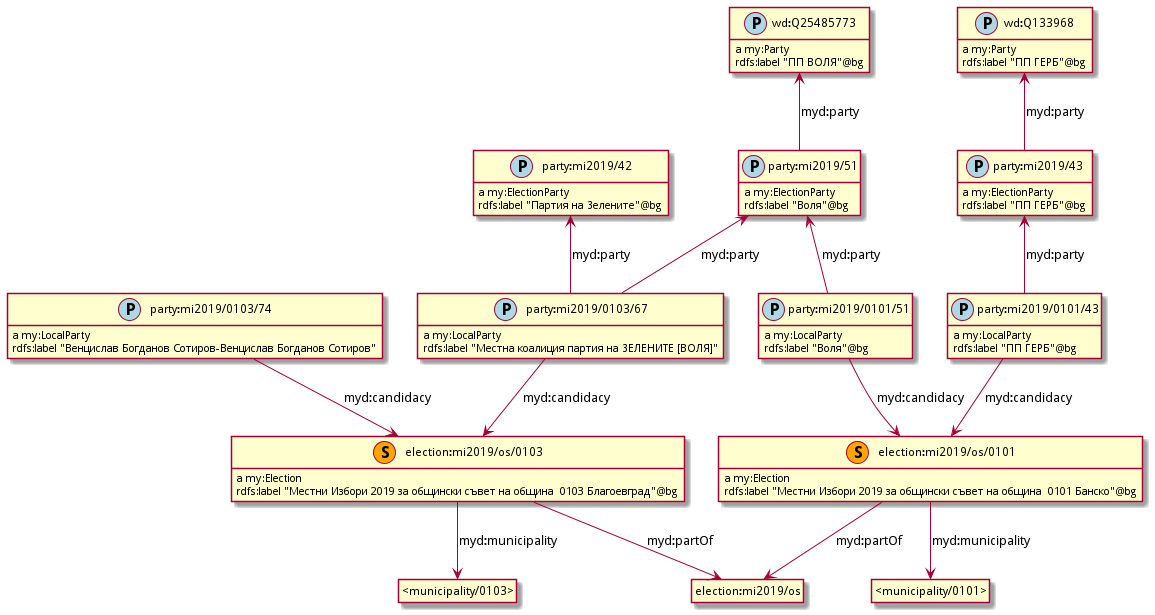 P wd:Q25485773
a my:Party
rdfs:label "ПП ВОЛЯ"@bg
P wd:Q133968
a my:Party
rdfs:label "ПП ГЕРБ"@bg
myd:party
myd:party
P party:mi2019/42
a my:ElectionParty
rdfs:label "Партия на Зелените"@bg
P party:mi2019/51
a my:ElectionParty
rdfs:label "Воля"@bg
P party:mi2019/43
a my:ElectionParty
rdfs:label "ПП ГЕРБ"@bg
myd:party
myd:party
myd:party
myd:party
P party:mi2019/0103/74
a my:LocalParty
rdfs:label "Венцислав Богданов Сотиров-Венцислав Богданов Сотиров"
P party:mi2019/0103/67
a my:LocalParty
rdfs:label "Местна коалиция партия на ЗЕЛЕНИТЕ [ВОЛЯ]"
P party:mi2019/0101/51
a my:LocalParty
rdfs:label "Воля"@bg
P party:mi2019/0101/43
a my:LocalParty
rdfs:label "ПП ГЕРБ"@bg
myd:candidacy
myd:candidacy
myd:candidacy
myd:candidacy
S election:mi2019/os/0103
a my:Election
rdfs:label "Местни Избори 2019 за общински съвет на община  0103 Благоевград"@bg
S election:mi2019/os/0101
a my:Election
rdfs:label "Местни Избори 2019 за общински съвет на община  0101 Банско"@bg
myd:municipality
myd:partOf
myd:partOf
myd:municipality
<municipality/0103>
election:mi2019/os
<municipality/0101>